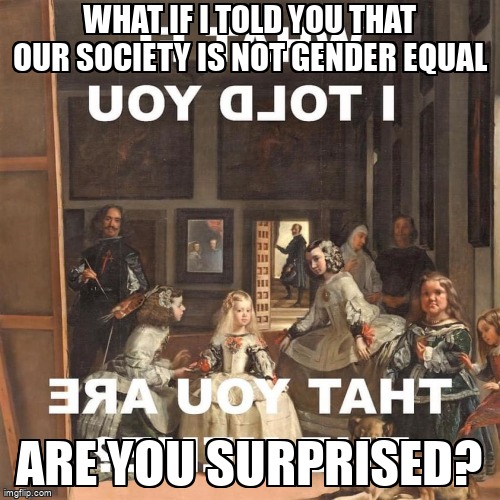 WHAT IF I TOLD YOU THAT
OUR SOCIETY IS NOT GENDER EQUAL
I TOLD YOU
THAT YOU ARE
ARE YOU SURPRISED?
imgflip.com